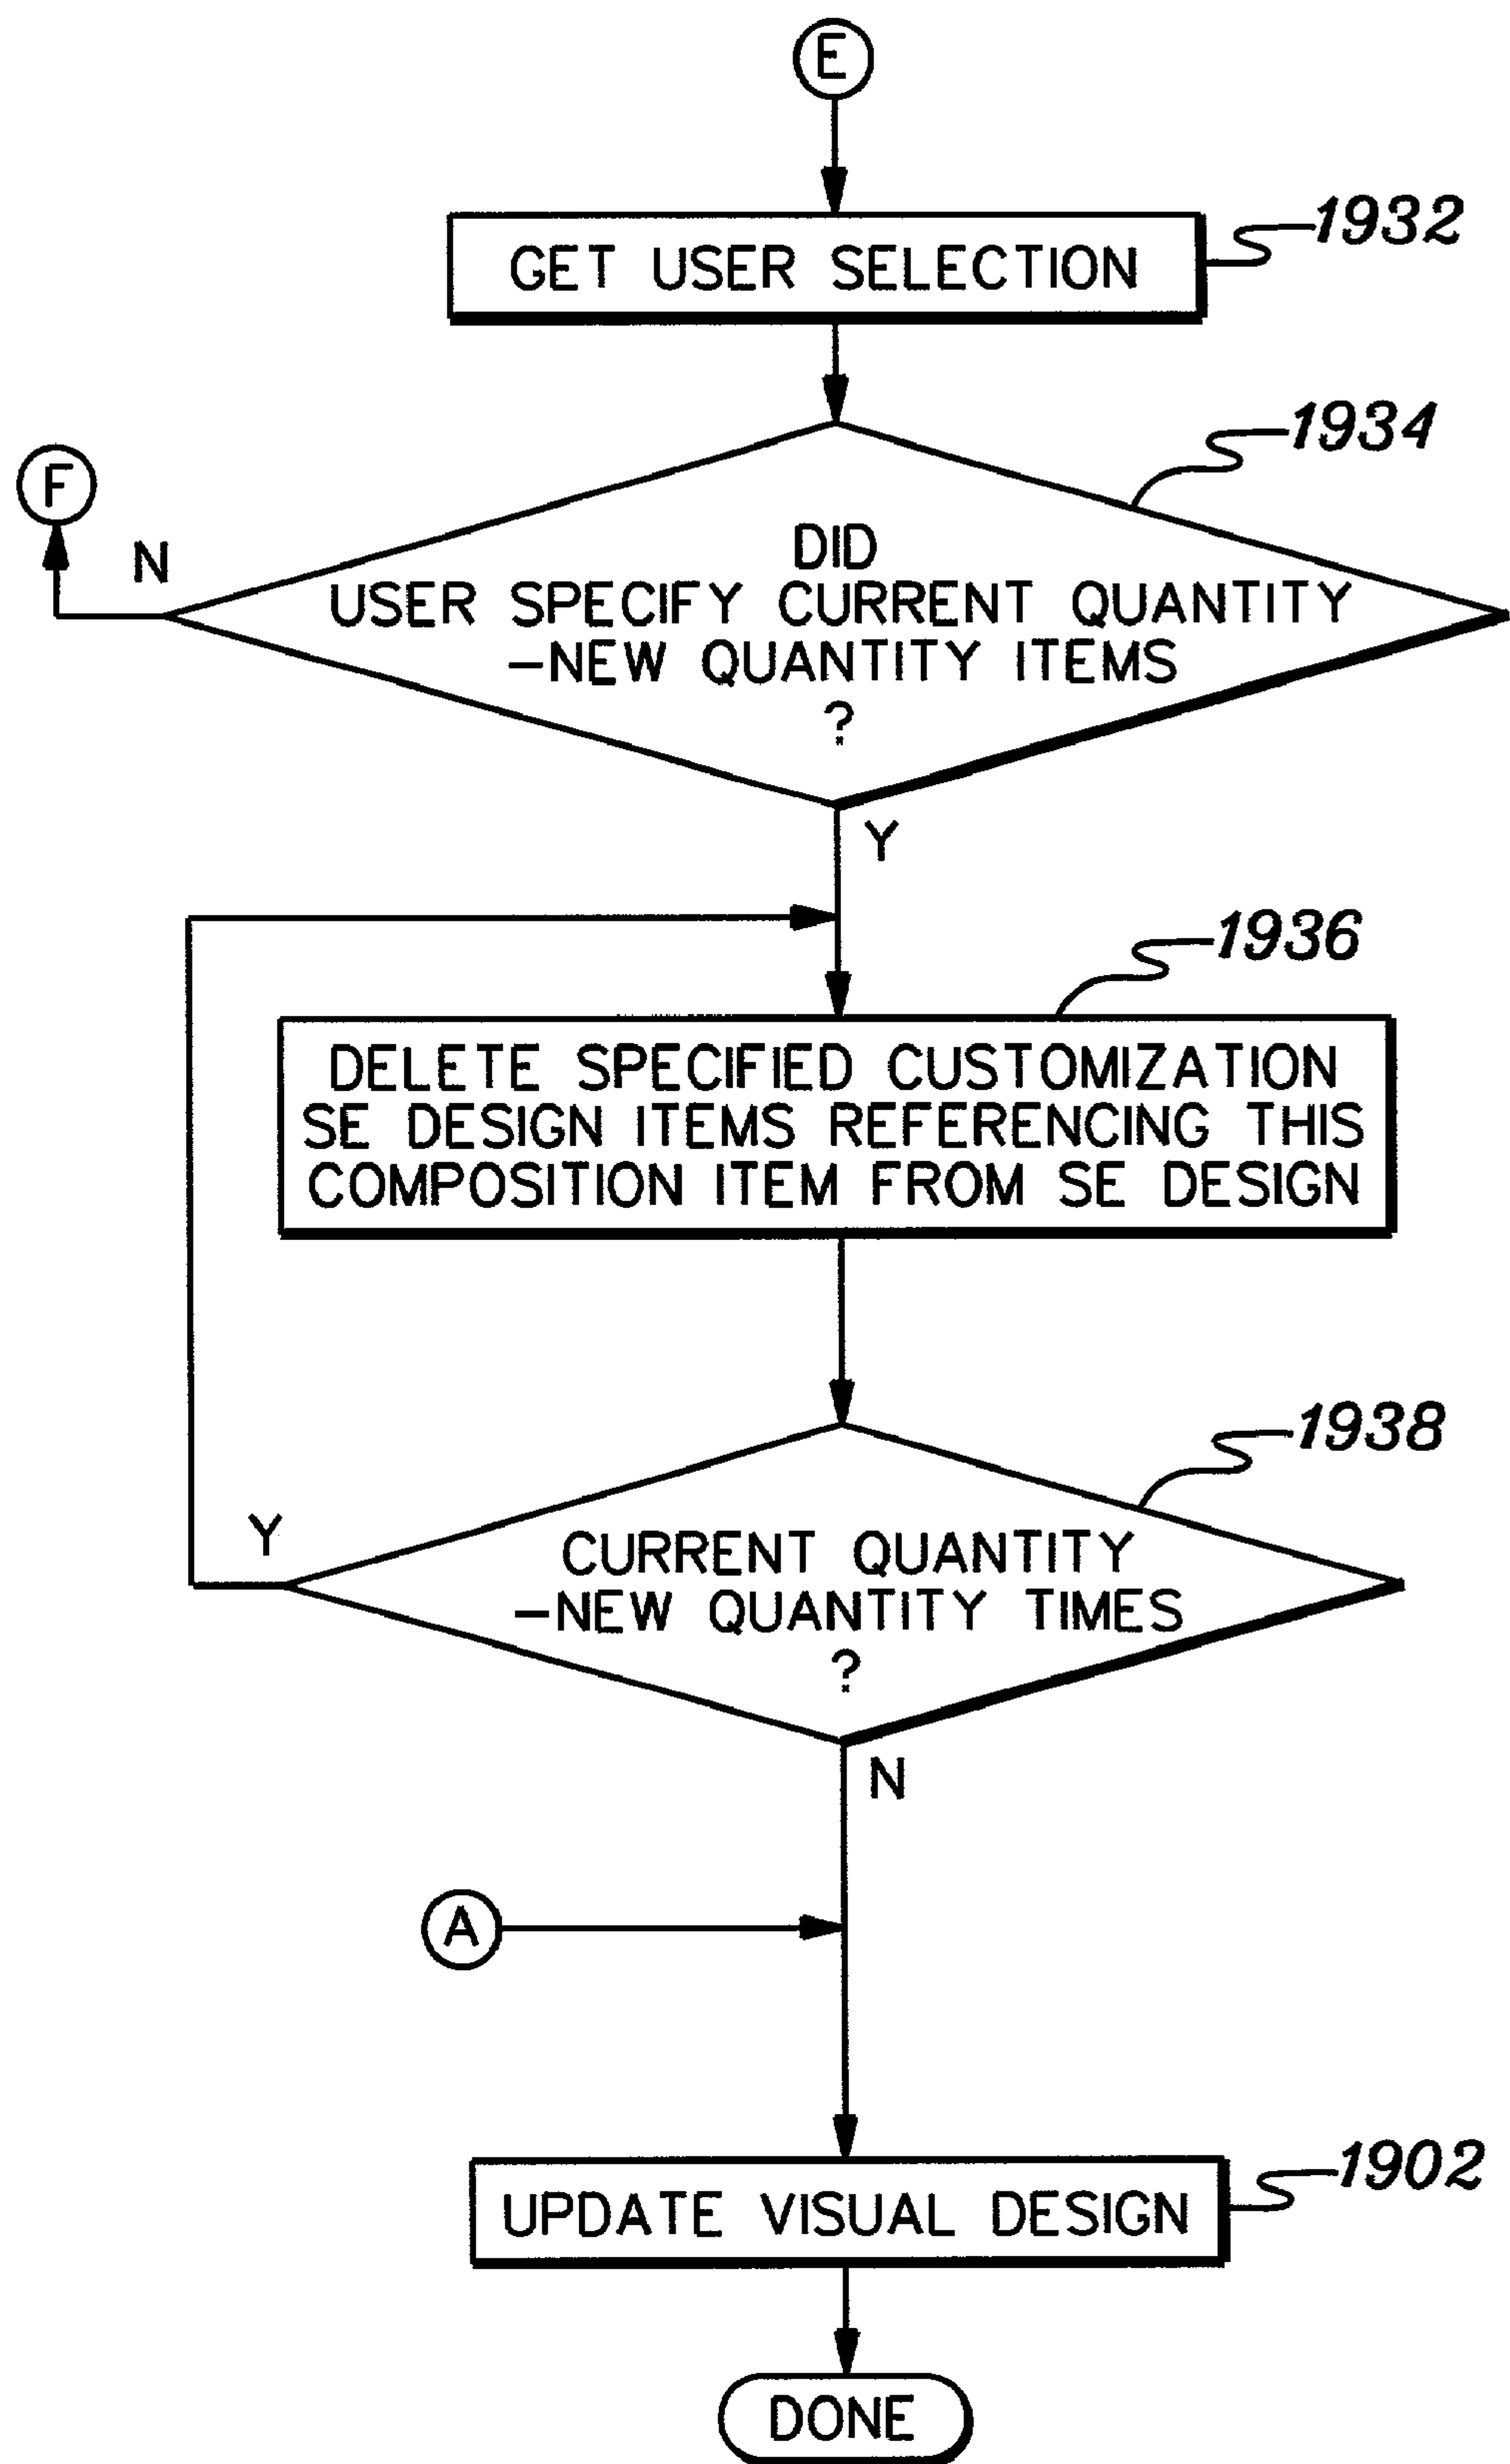 E
GET USER SELECTION
1932
1934
F
N
DID
USER SPECIFY CURRENT QUANTITY
-NEW QUANTITY ITEMS
?
Y
1936
DELETE SPECIFIED CUSTOMIZATION
SE DESIGN ITEMS REFERENCING THIS
COMPOSITION ITEM FROM SE DESIGN
1938
Y
CURRENT QUANTITY
-NEW QUANTITY TIMES
?
N
A
1902
UPDATE VISUAL DESIGN
DONE